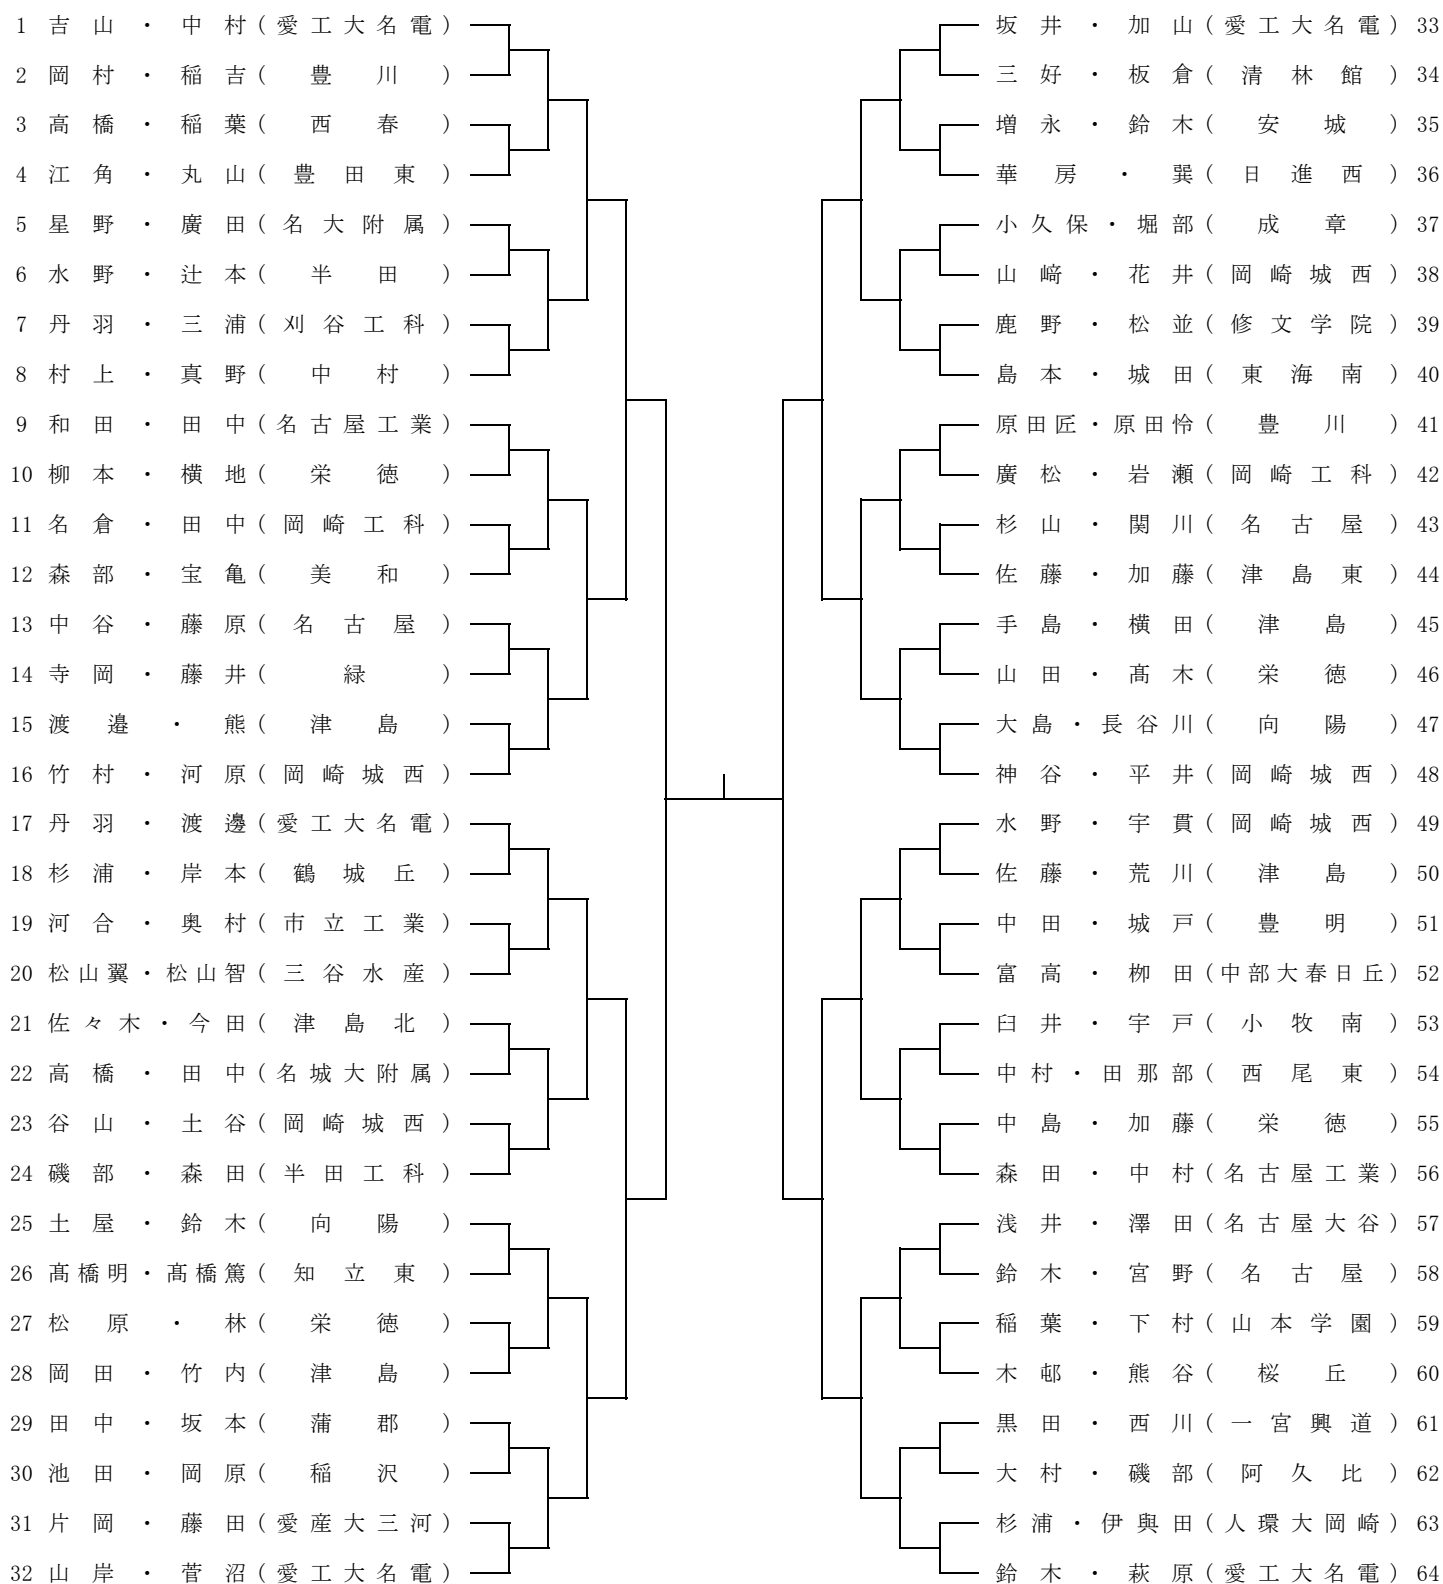 1 吉山・中村(愛工大名電)
2 岡村・稲吉(豊川)
3 高橋・稲葉(西春)
4 江角・丸山(豊田東)
5 星野・廣田(名大附属)
6 水野・辻本(半田)
7 丹羽・三浦(刈谷工科)
8 村上・真野(中村)
9 和田・田中(名古屋工業)
10 柳本・横地(栄徳)
11 名倉・田中(岡崎工科)
12 森部・宝亀(美和)
13 中谷・藤原(名古屋)
14 寺岡・藤井(緑)
15 渡邉・熊(津島)
16 竹村・河原(岡崎城西)
17 丹羽・渡邊(愛工大名電)
18 杉浦・岸本(鶴城丘)
19 河合・奥村(市立工業)
20 松山翼・松山智(三谷水産)
21 佐々木・今田(津島北)
22 高橋・田中(名城大附属)
23 谷山・土谷(岡崎城西)
24 磯部・森田(半田工科)
25 土屋・鈴木(向陽)
26 髙橋明・髙橋篤(知立東)
27 松原・林(栄徳)
28 岡田・竹内(津島)
29 田中・坂本(蒲郡)
30 池田・岡原(稲沢)
31 片岡・藤田(愛産大三河)
32 山岸・菅沼(愛工大名電)
坂井・加山(愛工大名電) 33
三好・板倉(清林館) 34
増永・鈴木(安城) 35
華房・巽(日進西) 36
小久保・堀部(成章) 37
山﨑・花井(岡崎城西) 38
鹿野・松並(修文学院) 39
島本・城田(東海南) 40
原田匠・原田怜(豊川) 41
廣松・岩瀬(岡崎工科) 42
杉山・関川(名古屋) 43
佐藤・加藤(津島東) 44
手島・横田(津島) 45
山田・髙木(栄徳) 46
大島・長谷川(向陽) 47
神谷・平井(岡崎城西) 48
水野・宇貫(岡崎城西) 49
佐藤・荒川(津島) 50
中田・城戸(豊明) 51
富高・栁田(中部大春日丘) 52
臼井・宇戸(小牧南) 53
中村・田那部(西尾東) 54
中島・加藤(栄徳) 55
森田・中村(名古屋工業) 56
浅井・澤田(名古屋大谷) 57
鈴木・宮野(名古屋) 58
稲葉・下村(山本学園) 59
木邨・熊谷(桜丘) 60
黒田・西川(一宮興道) 61
大村・磯部(阿久比) 62
杉浦・伊與田(人環大岡崎) 63
鈴木・萩原(愛工大名電) 64